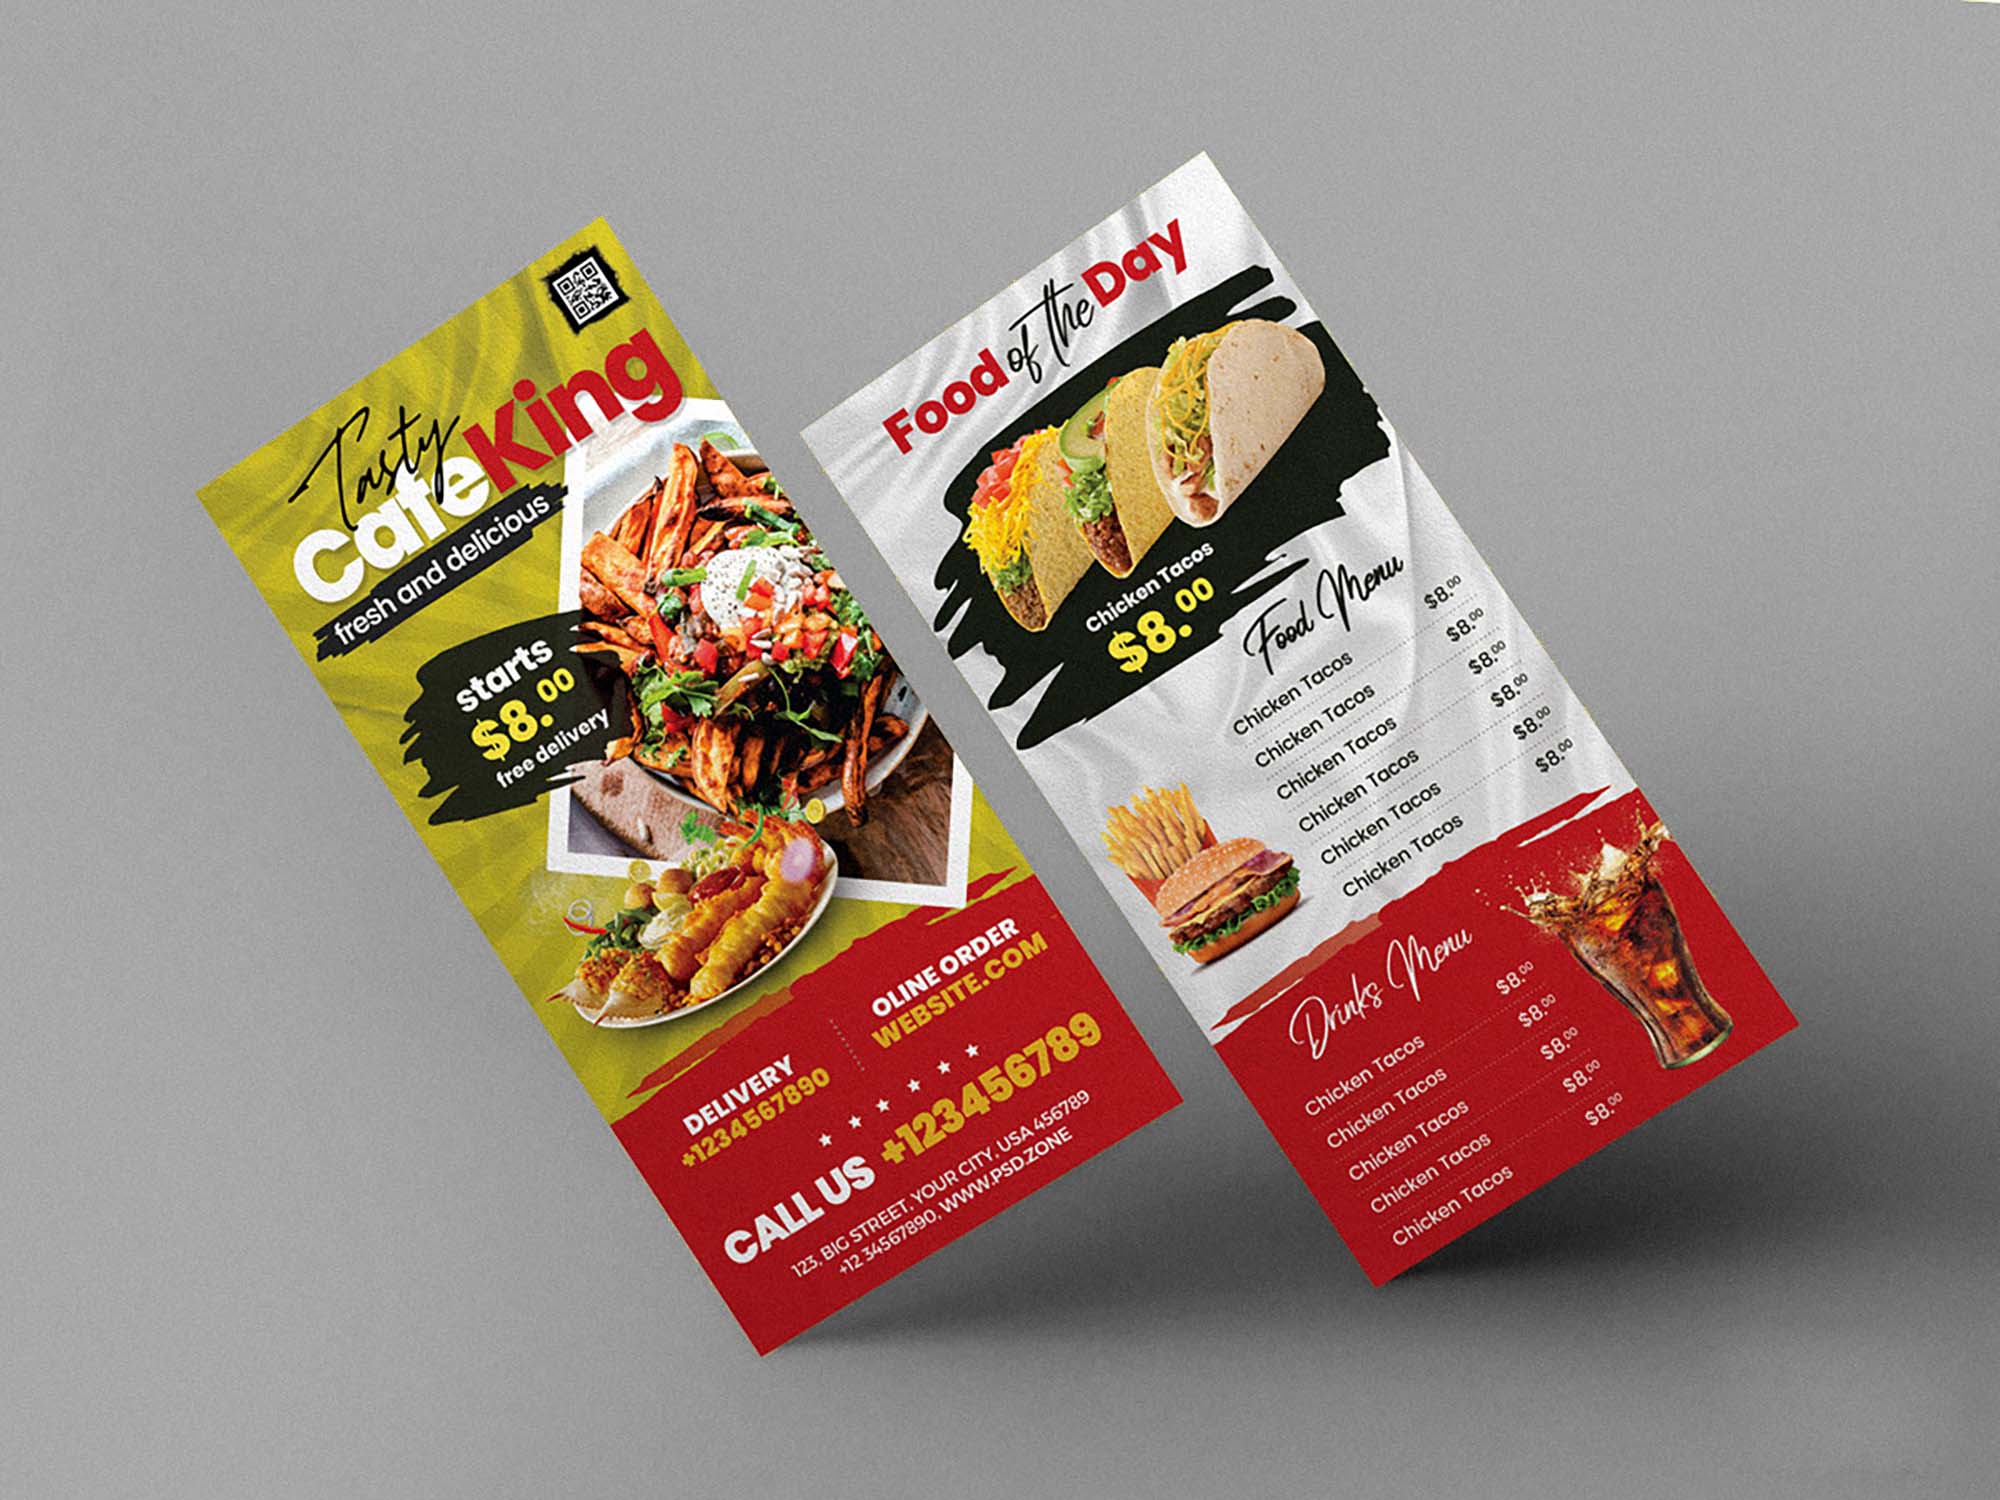 Tasty
CafeKing
fresh and delicious
starts
$8.00
free delivery
DELIVERY
+1234567890
OLINE ORDER
WEBSITE.COM
CALL US +123456789
123, BIG STREET, YOUR CITY, USA 456789
+12 34567890, WWW.PSD.ZONE
Food of the Day
Chicken Tacos
$8.00
Food Menu
Chicken Tacos $8.00
Chicken Tacos $8.00
Chicken Tacos $8.00
Chicken Tacos $8.00
Chicken Tacos $8.00
Chicken Tacos $8.00
Drinks Menu
Chicken Tacos $8.00
Chicken Tacos $8.00
Chicken Tacos $8.00
Chicken Tacos $8.00
Chicken Tacos $8.00